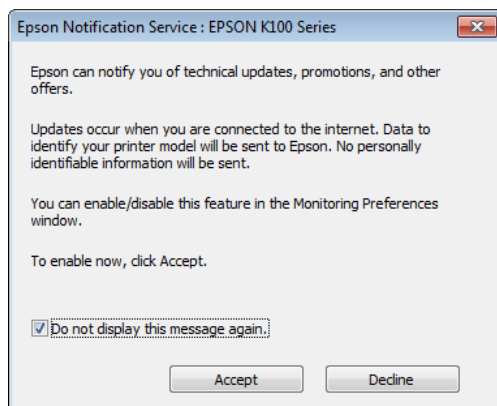 Epson Notification Service : EPSON K100 Series
Epson can notify you of technical updates, promotions, and other
offers.
Updates occur when you are connected to the internet. Data to
identify your printer model will be sent to Epson. No personally
identifiable information will be sent.
You can enable/disable this feature in the Monitoring Preferences
window.
To enable now, click Accept.
Do not display this message again.
Accept Decline